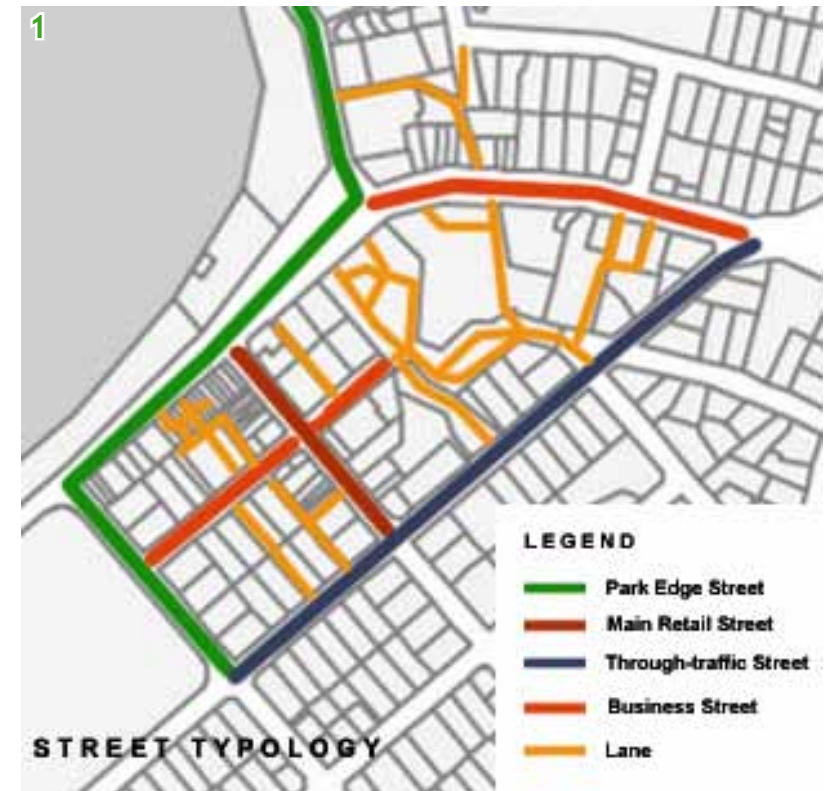 1
LEGEND
Park Edge Street
Main Retail Street
Through-traffic Street
Business Street
Lane
STREET TYPOLOGY